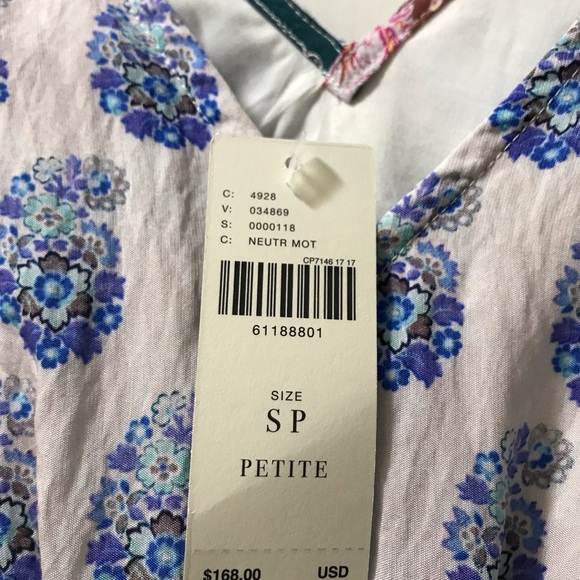 C: 4928
V: 034869
S: 0000118
C: NEUTR MOT
CP7146 17 17
61188801
SIZE
SP
PETITE
$168.00 USD